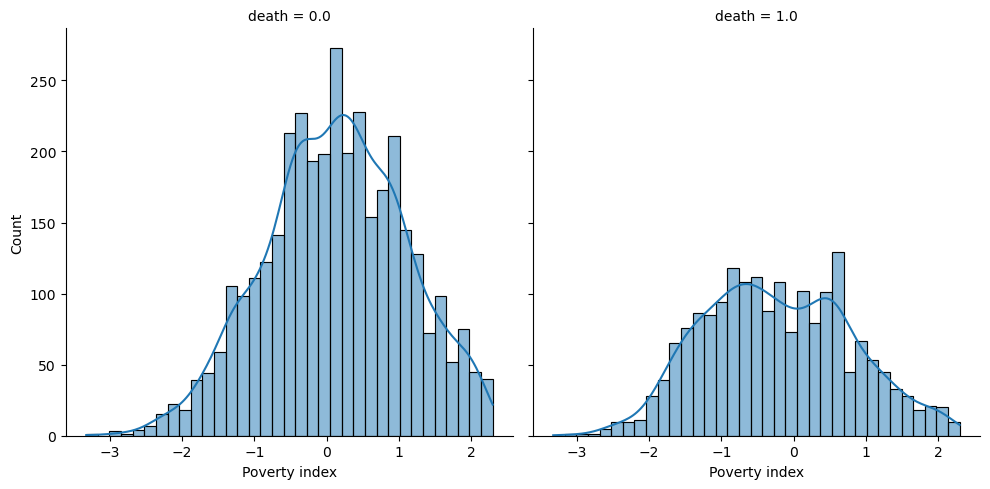 death = 0.0
death = 1.0
250
200
150
100
50
0
Count
−3 −2 −1 0 1 2
−3 −2 −1 0 1 2
Poverty index
Poverty index